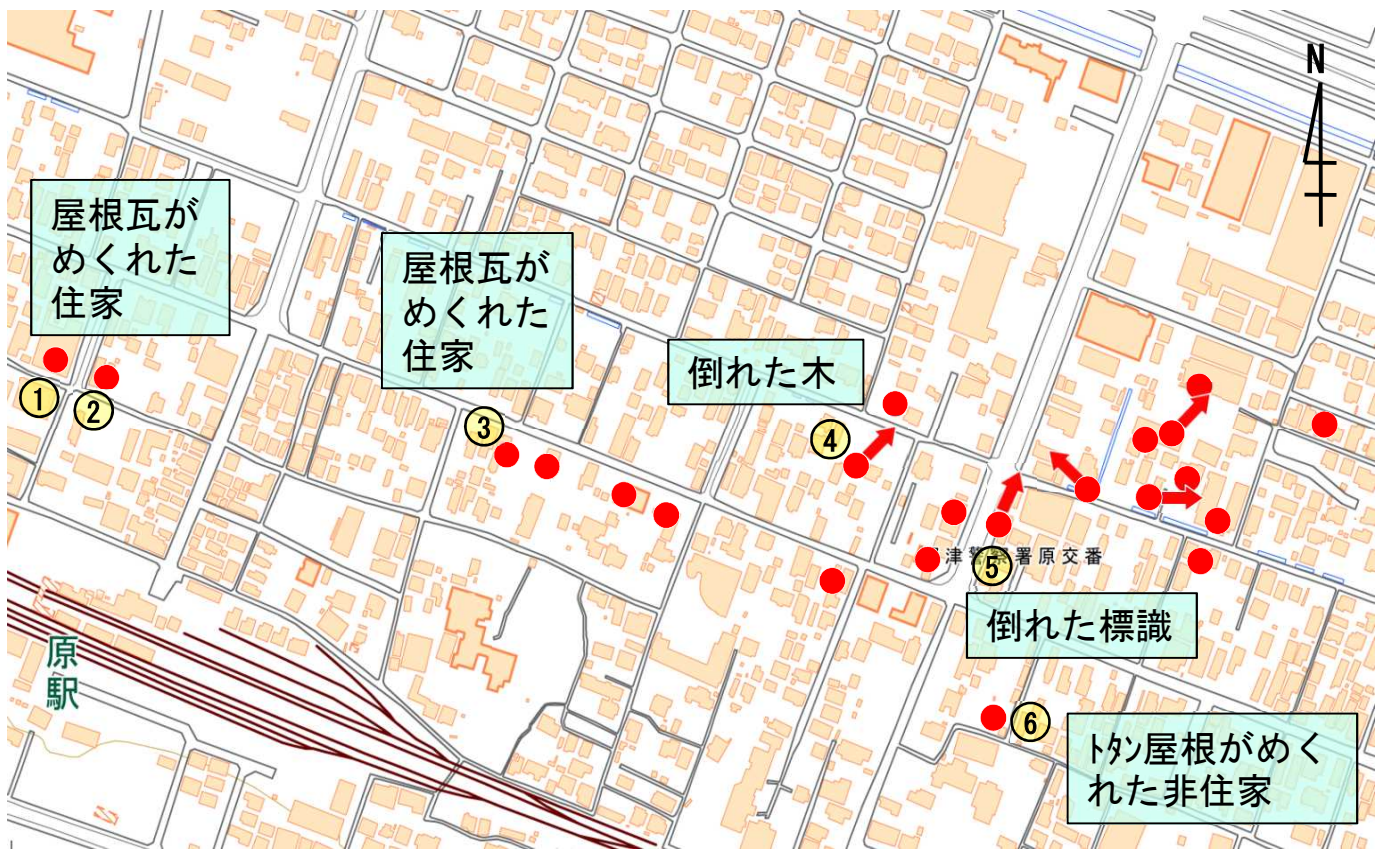 N
屋根瓦が
めくれた
住家
屋根瓦が
めくれた
住家
倒れた木
①
②
③
④
津警察署原交番
⑤
倒れた標識
原
駅
⑥
ﾄﾀﾝ屋根がめく
れた非住家